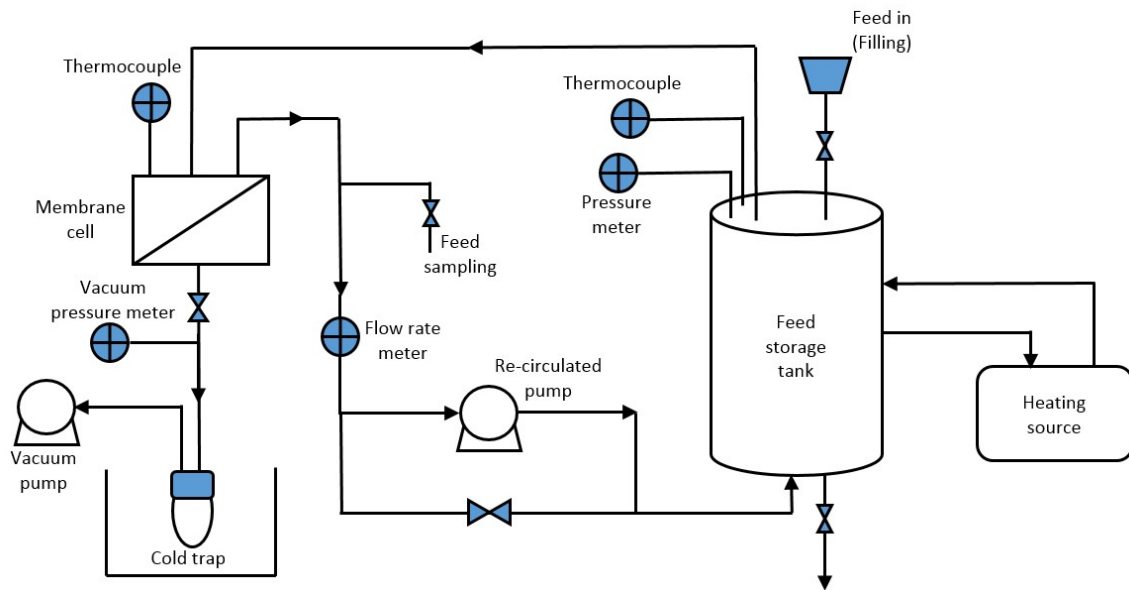 Feed in
(Filling)
Thermocouple
Thermocouple
Pressure
meter
Membrane
cell
Feed
sampling
Vacuum
pressure meter
Flow rate
meter
Feed
storage
tank
Re-circulated
pump
Heating
source
Vacuum
pump
Cold trap